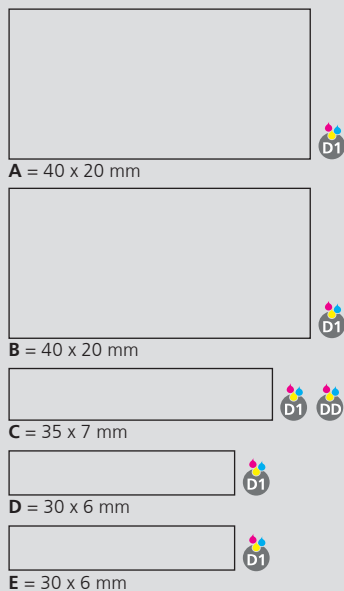 D1
A = 40 x 20 mm
D1
B = 40 x 20 mm
D1 DD
C = 35 x 7 mm
D1
D = 30 x 6 mm
D1
E = 30 x 6 mm